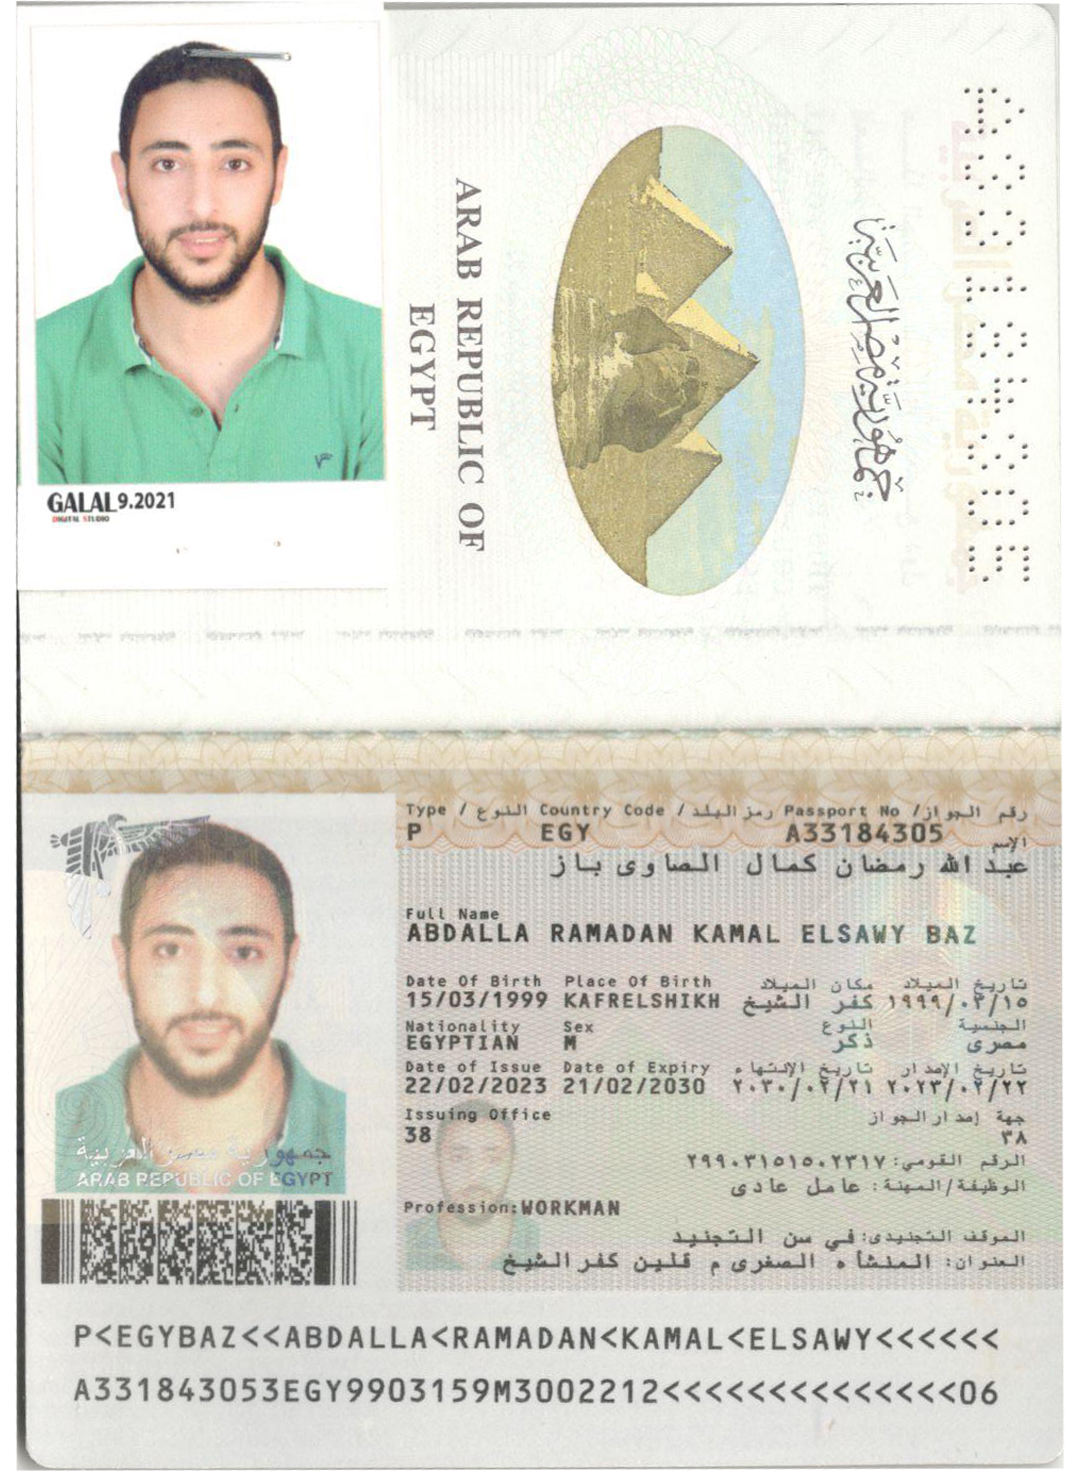 GALAL 9.2021
DIGITAL STUDIO
ARAB REPUBLIC OF
EGYPT
جمهورية مصر العربية
A33184305
Type / النوع Country Code / رمز البلد Passport No / رقم الجواز
P EGY A33184305
الإسم
عبد الله رمضان كمال الصاوى باز
Full Name
ABDALLA RAMADAN KAMAL ELSAWY BAZ
Date Of Birth Place Of Birth مكان الميلاد تاريخ الميلاد
15/03/1999 KAFRELSHIKH كفر الشيخ ١٩٩٩/٠٣/١٥
Nationality Sex النوع الجنسية
EGYPTIAN M ذكر مصرى
Date of Issue Date of Expiry تاريخ الإنتهاء تاريخ الإصدار
22/02/2023 21/02/2030 ٢٠٣٠/٠٢/٢١ ٢٠٢٣/٠٢/٢٢
Issuing Office جهة إصدار الجواز
38 ٣٨
الرقم القومي: ٢٩٩٠٣١٥١٥٠٢٣١٧
الوظيفة/المهنة: عامل عادى
Profession:WORKMAN
الموقف التجنيدى: في سن التجنيد
العنوان: المنشأه الصغرى م قلين كفر الشيخ
جمهورية مصر العربية
ARAB REPUBLIC OF EGYPT
P<EGYBAZ<<ABDALLA<RAMADAN<KAMAL<ELSAWY<<<<<<
A331843053EGY9903159M3002212<<<<<<<<<<<<<<06